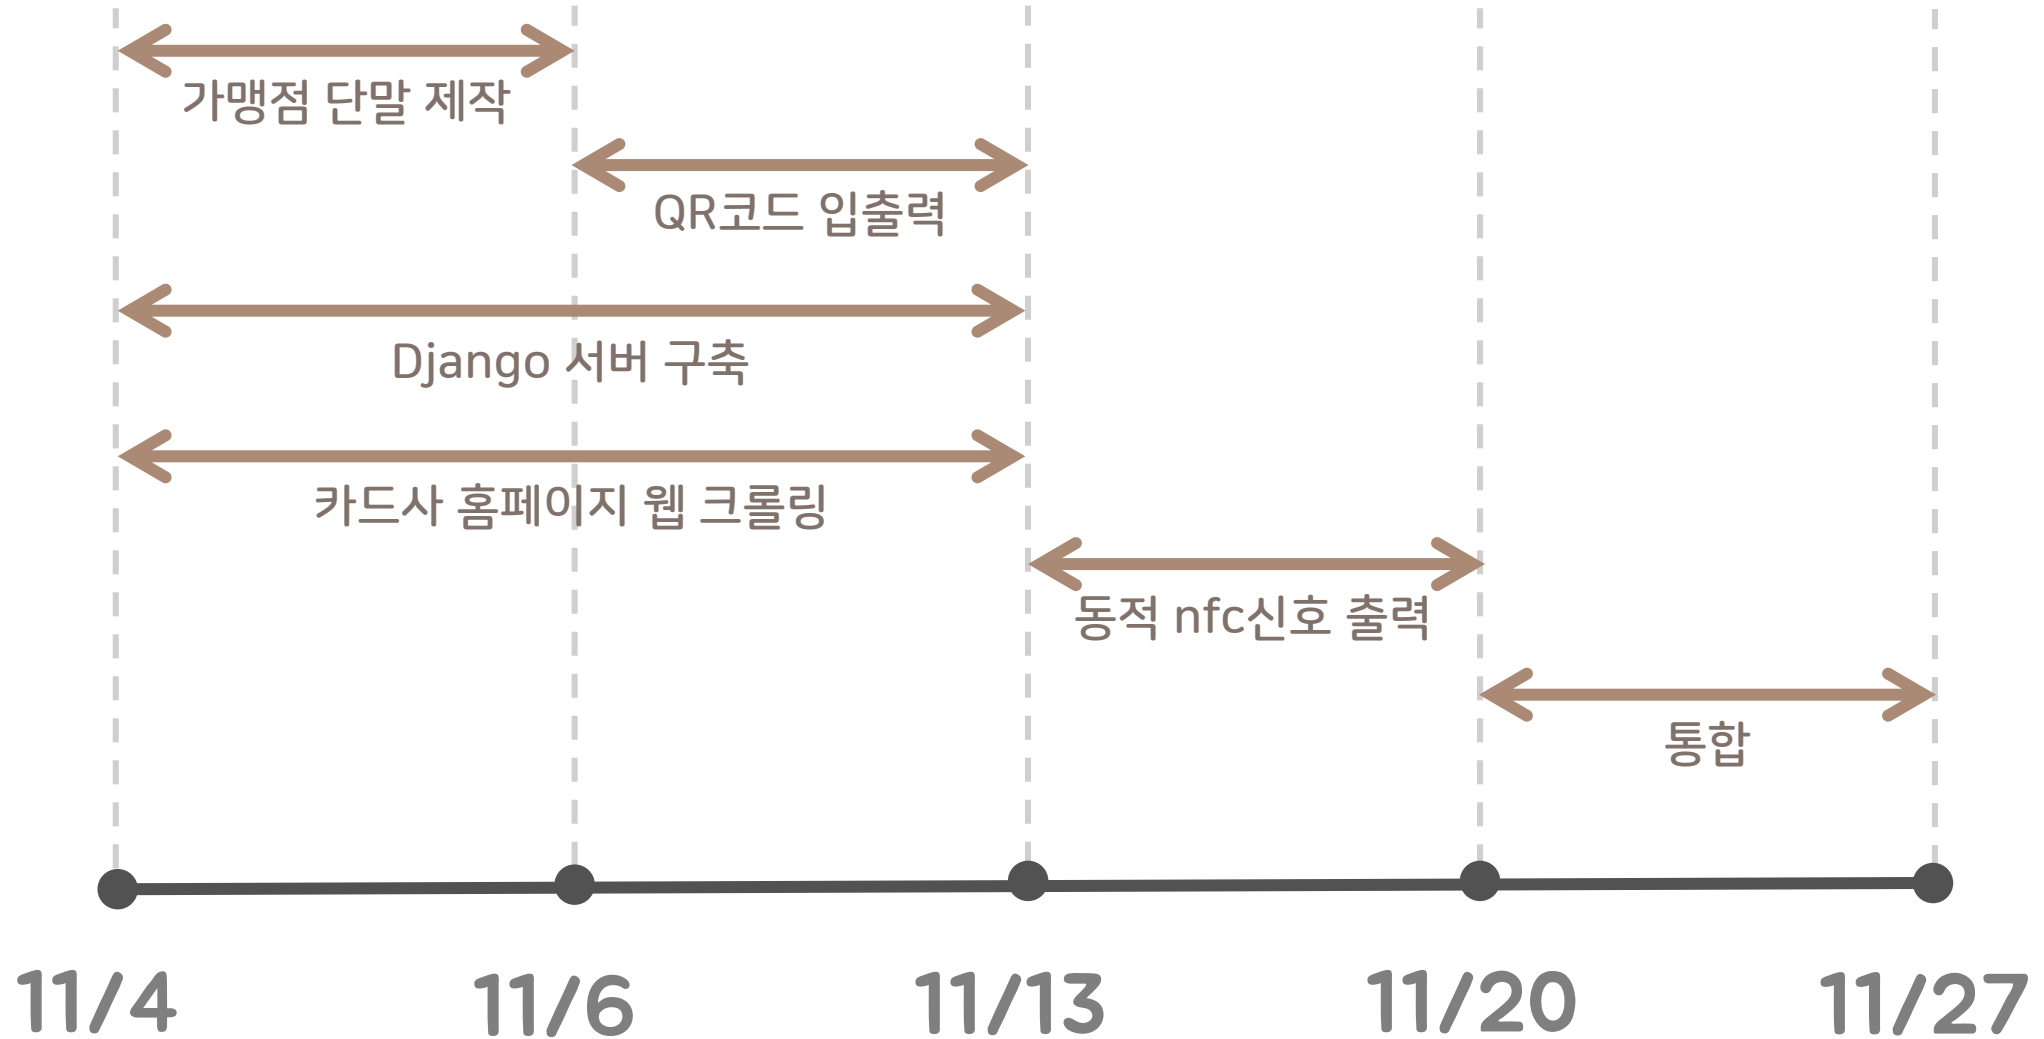 가맹점 단말 제작
QR코드 입출력
Django 서버 구축
카드사 홈페이지 웹 크롤링
동적 nfc신호 출력
통합
11/4
11/6
11/13
11/20
11/27